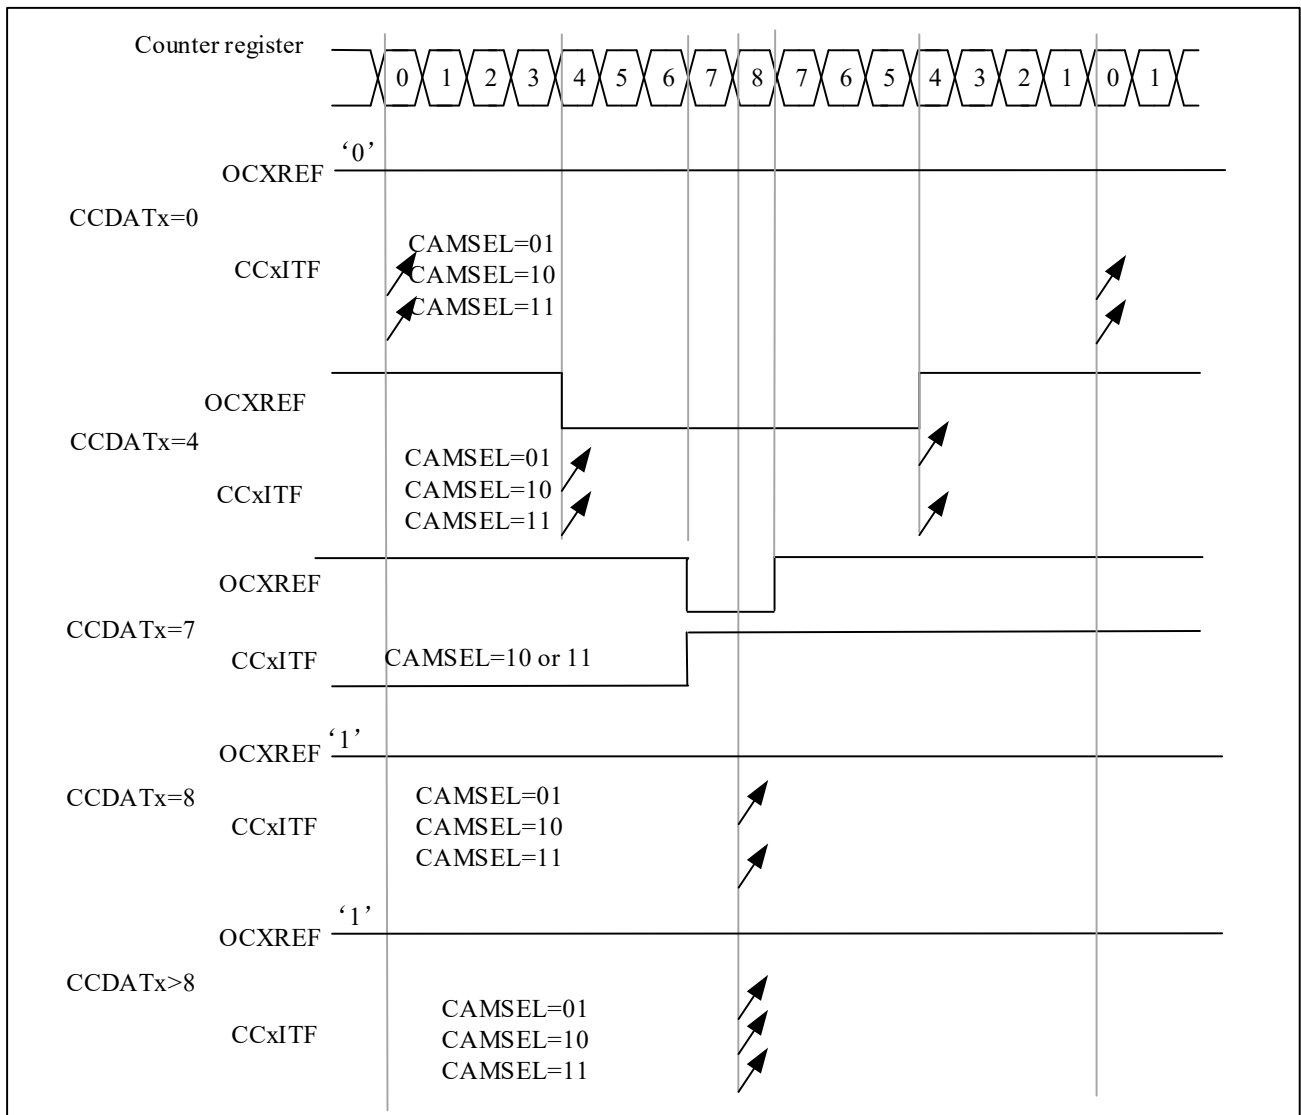 Counter register
0 1 2 3 4 5 6 7 8 7 6 5 4 3 2 1 0 1
‘0’
OCXREF
CCDATx=0
CAMSEL=01
CCxITF
CAMSEL=10
CAMSEL=11
OCXREF
CCDATx=4
CAMSEL=01
CCxITF
CAMSEL=10
CAMSEL=11
OCXREF
CCDATx=7
CCxITF
CAMSEL=10 or 11
‘1’
OCXREF
CCDATx=8
CAMSEL=01
CCxITF
CAMSEL=10
CAMSEL=11
‘1’
OCXREF
CCDATx>8
CAMSEL=01
CCxITF
CAMSEL=10
CAMSEL=11